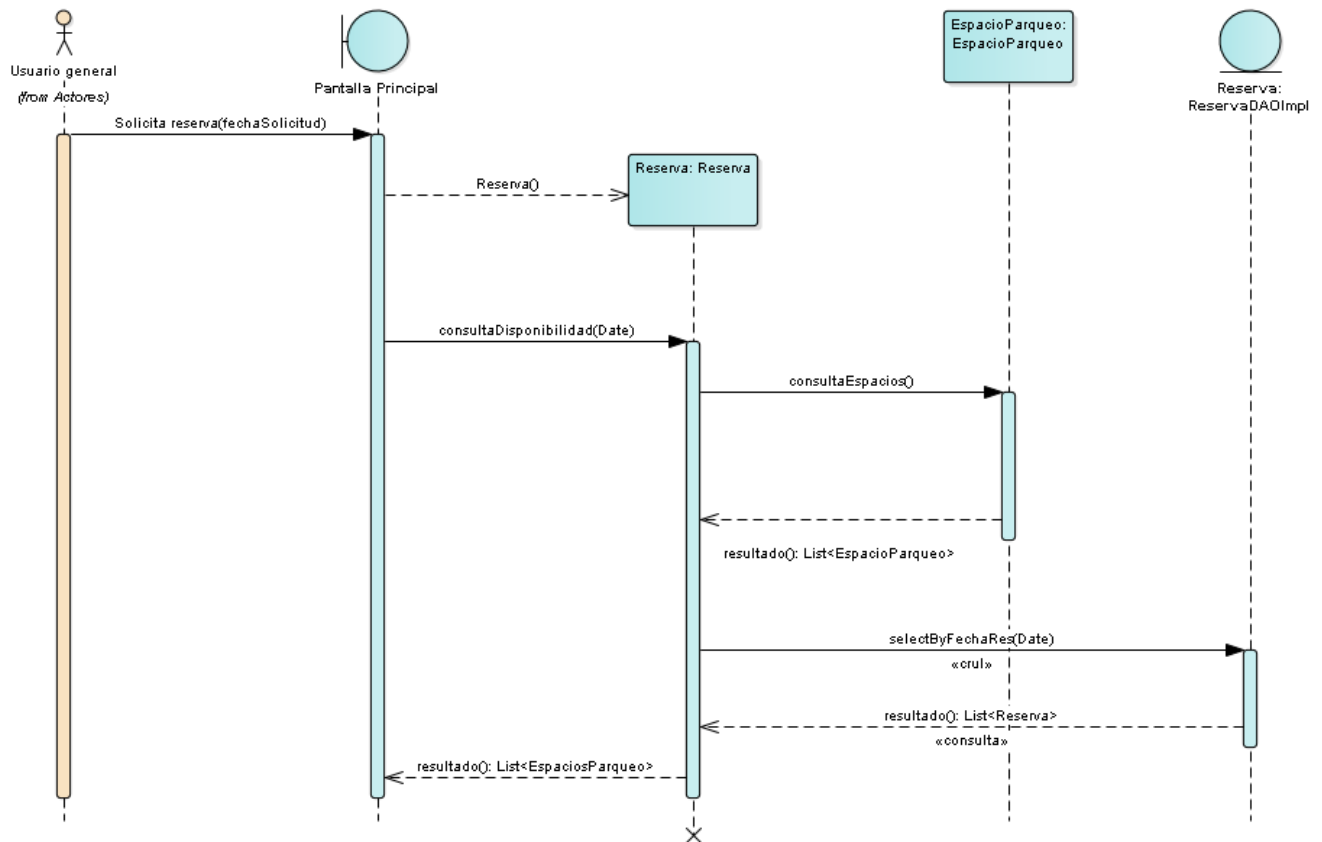 EspacioParqueo:
EspacioParqueo
Usuario general
(from Actores)
Pantalla Principal
Reserva:
ReservaDAOImpl
Solicita reserva(fechaSolicitud)
Reserva: Reserva
Reserva()
consultaDisponibilidad(Date)
consultaEspacios()
resultado(): List<EspacioParqueo>
selectByFechaRes(Date)
«crul»
resultado(): List<Reserva>
«consulta»
resultado(): List<EspaciosParqueo>